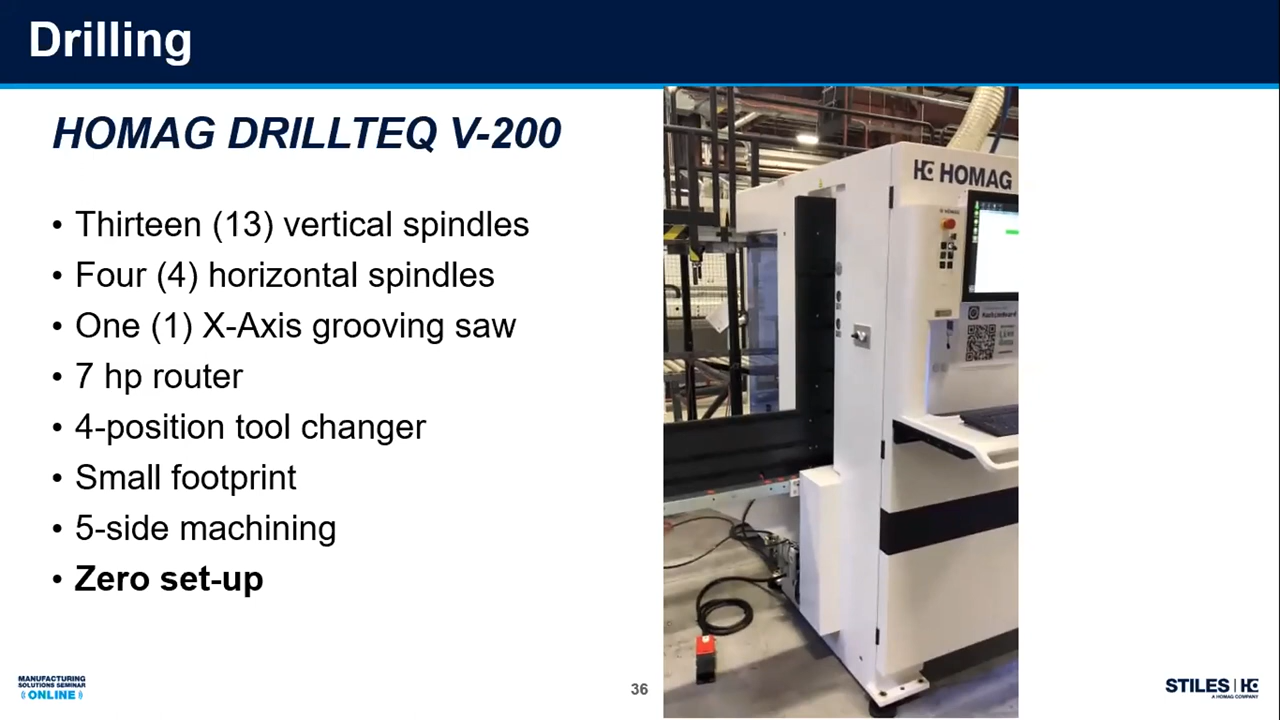 Drilling
HOMAG DRILLTEQ V-200
• Thirteen (13) vertical spindles
• Four (4) horizontal spindles
• One (1) X-Axis grooving saw
• 7 hp router
• 4-position tool changer
• Small footprint
• 5-side machining
• Zero set-up
HOMAG
MANUFACTURING
SOLUTIONS SEMINAR
ONLINE
36
STILES
A HOMAG COMPANY